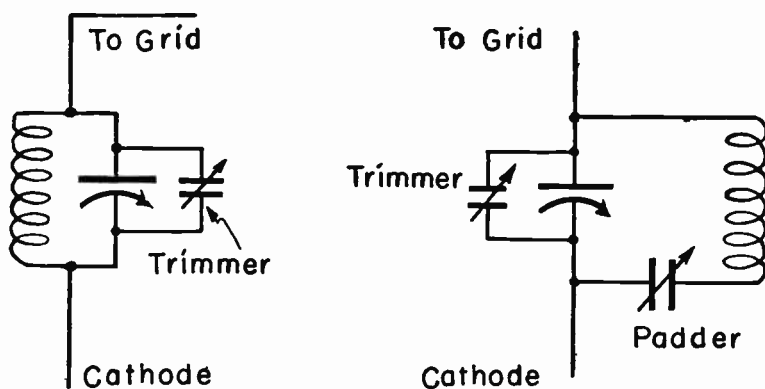 To Grid
Trimmer
Cathode
To Grid
Trimmer
Padder
Cathode